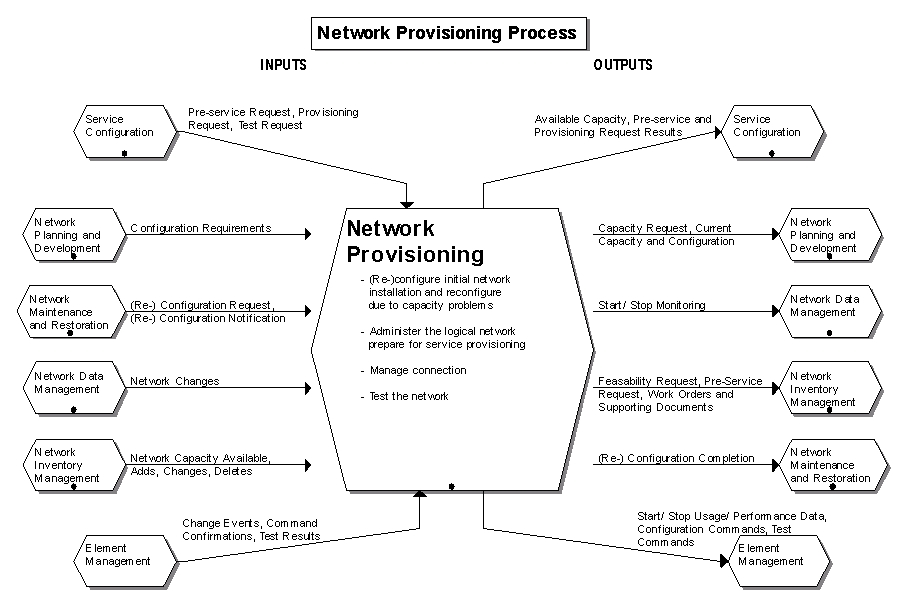 Network Provisioning Process
INPUTS
OUTPUTS
Service
Configuration
Pre-service Request, Provisioning
Request, Test Request
Available Capacity, Pre-service and
Provisioning Request Results
Service
Configuration
Network
Planning and
Development
Configuration Requirements
Network
Maintenance
and Restoration
(Re-) Configuration Request,
(Re-) Configuration Notification
Network Data
Management
Network Changes
Network
Inventory
Management
Network Capacity Available,
Adds, Changes, Deletes
Element
Management
Change Events, Command
Confirmations, Test Results
Network
Provisioning
- (Re-)configure initial network
installation and reconfigure
due to capacity problems
- Administer the logical network
prepare for service provisioning
- Manage connection
- Test the network
Capacity Request, Current
Capacity and Configuration
Network
Planning and
Development
Start/ Stop Monitoring
Network Data
Management
Feasability Request, Pre-Service
Request, Work Orders and
Supporting Documents
Network
Inventory
Management
(Re-) Configuration Completion
Network
Maintenance
and Restoration
Start/ Stop Usage/ Performance Data,
Configuration Commands, Test
Commands
Element
Management